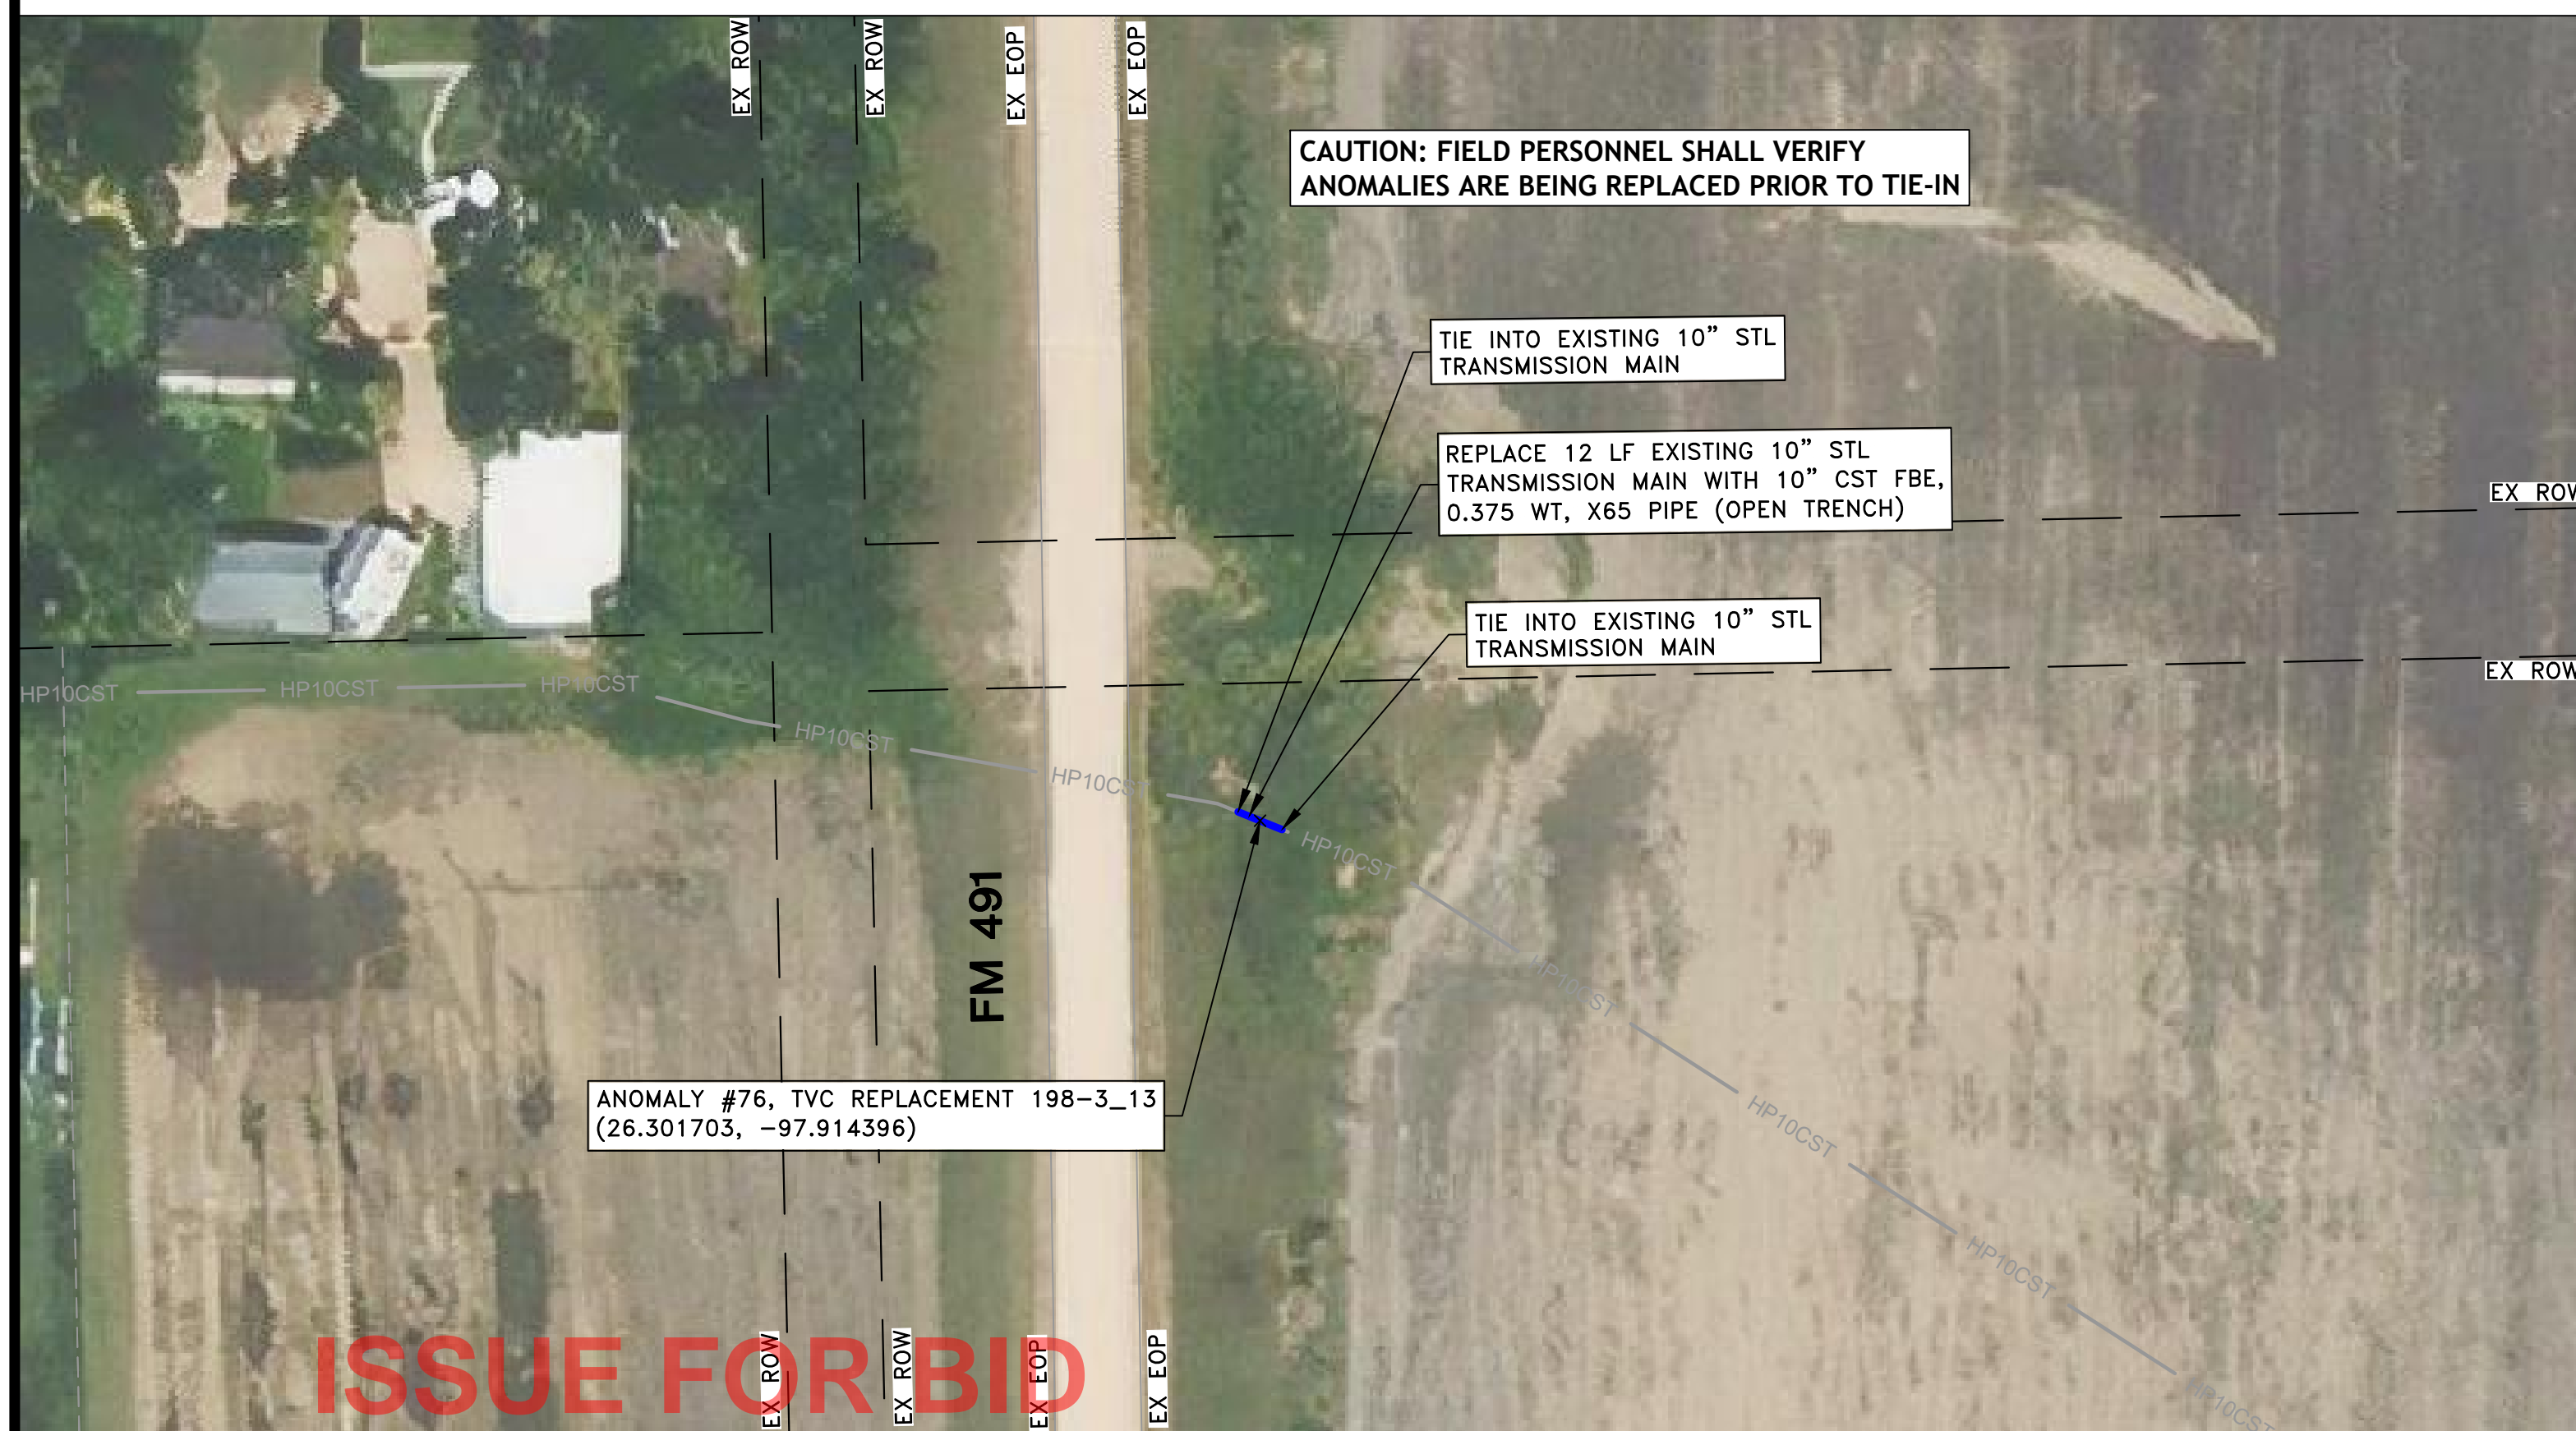 EX ROW
EX ROW
EX EOP
EX EOP
CAUTION: FIELD PERSONNEL SHALL VERIFY
ANOMALIES ARE BEING REPLACED PRIOR TO TIE-IN
TIE INTO EXISTING 10” STL
TRANSMISSION MAIN
REPLACE 12 LF EXISTING 10” STL
TRANSMISSION MAIN WITH 10” CST FBE,
0.375 WT, X65 PIPE (OPEN TRENCH)
EX ROW
TIE INTO EXISTING 10” STL
TRANSMISSION MAIN
EX ROW
HP10CST
HP10CST
HP10CST
HP10CST
HP10CST
HP10CST
HP10CST
HP10CST
HP10CST
HP10CST
FM 491
ANOMALY #76, TVC REPLACEMENT 198-3_13
(26.301703, -97.914396)
EX ROW
EX ROW
EX EOP
EX EOP
ISSUE FOR BID